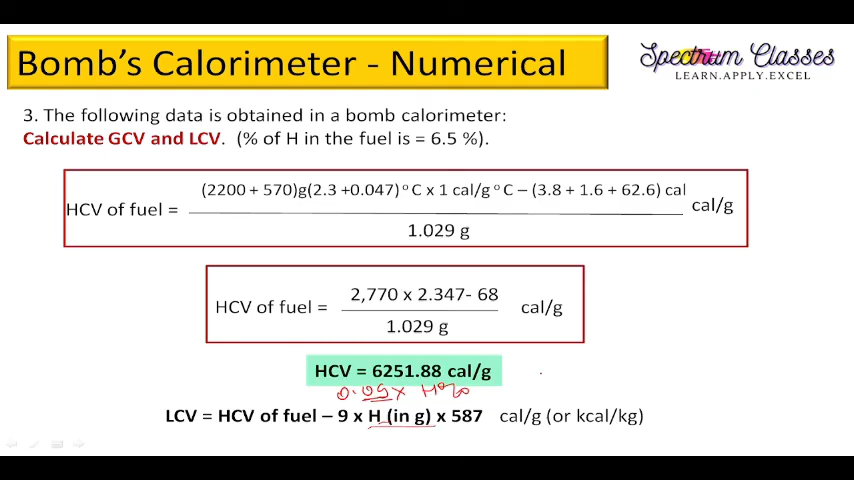 Bomb's Calorimeter - Numerical
Spectrum Classes
LEARN.APPLY.EXCEL
3. The following data is obtained in a bomb calorimeter:
Calculate GCV and LCV. (% of H in the fuel is = 6.5 %).
(2200 + 570)g(2.3 +0.047) ° C x 1 cal/g ° C – (3.8 + 1.6 + 62.6) cal
HCV of fuel = cal/g
1.029 g
2,770 x 2.347- 68
HCV of fuel = cal/g
1.029 g
HCV = 6251.88 cal/g
0.09 x H%
LCV = HCV of fuel – 9 x H (in g) x 587 cal/g (or kcal/kg)